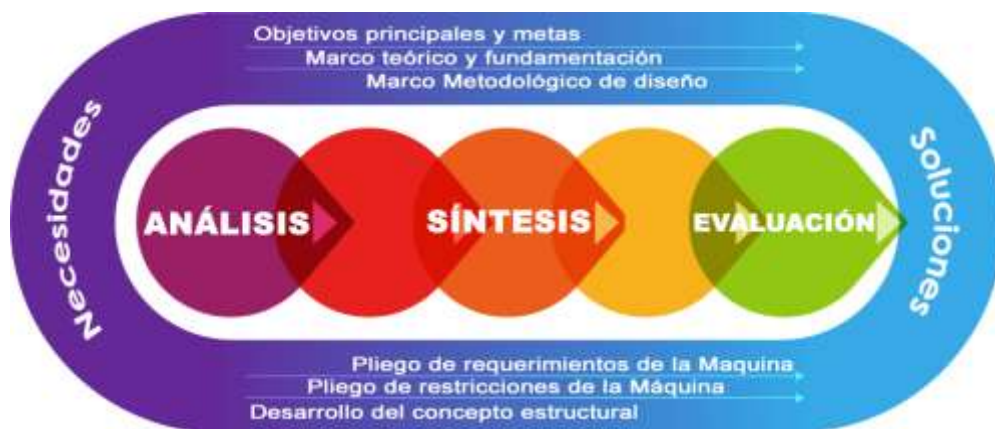 Objetivos principales y metas
Marco teórico y fundamentación
Marco Metodológico de diseño
Necesidades
ANÁLISIS
SÍNTESIS
EVALUACIÓN
Soluciones
Pliego de requerimientos de la Maquina
Pliego de restricciones de la Máquina
Desarrollo del concepto estructural